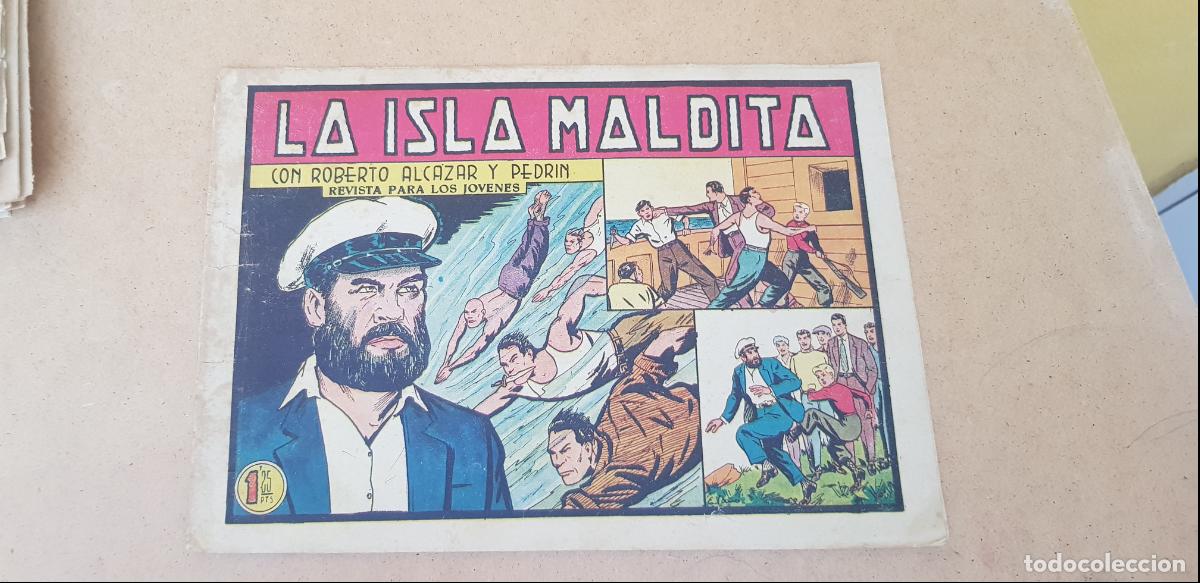 LA ISLA MALDITA
CON ROBERTO ALCAZAR Y PEDRIN
REVISTA PARA LOS JOVENES
1'25
PTS
todocoleccion